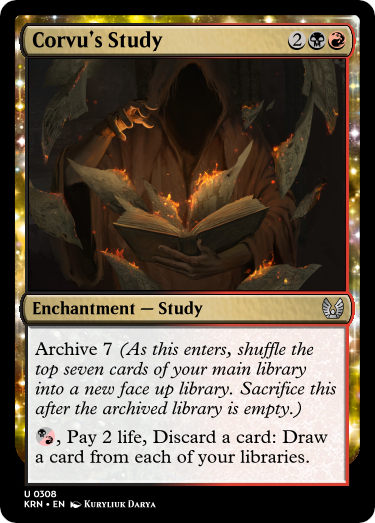 Corvu's Study 2
Enchantment — Study
Archive 7 (As this enters, shuffle the
top seven cards of your main library
into a new face up library. Sacrifice this
after the archived library is empty.)
, Pay 2 life, Discard a card: Draw
a card from each of your libraries.
U 0308
KRN • EN Kuryliuk Darya